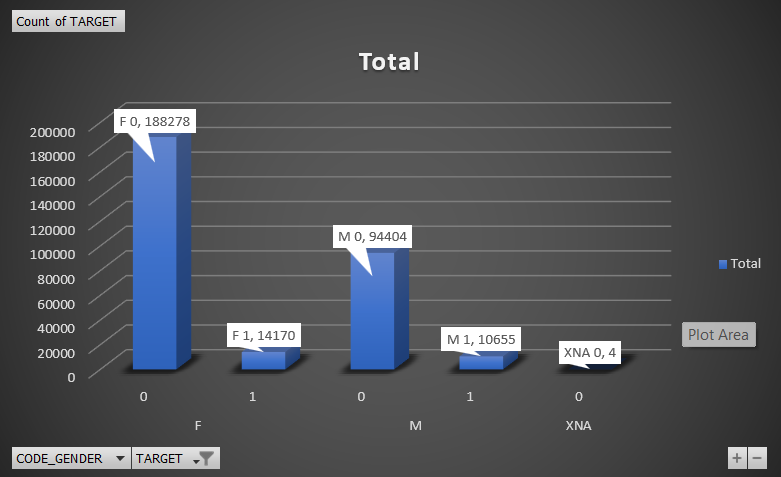 Count of TARGET
Total
200000
180000
160000
140000
120000
100000
80000
60000
40000
20000
0
F 0, 188278
F 1, 14170
M 0, 94404
M 1, 10655
XNA 0, 4
0 1 0 1 0
F M XNA
Total
Plot Area
CODE_GENDER TARGET
+ −